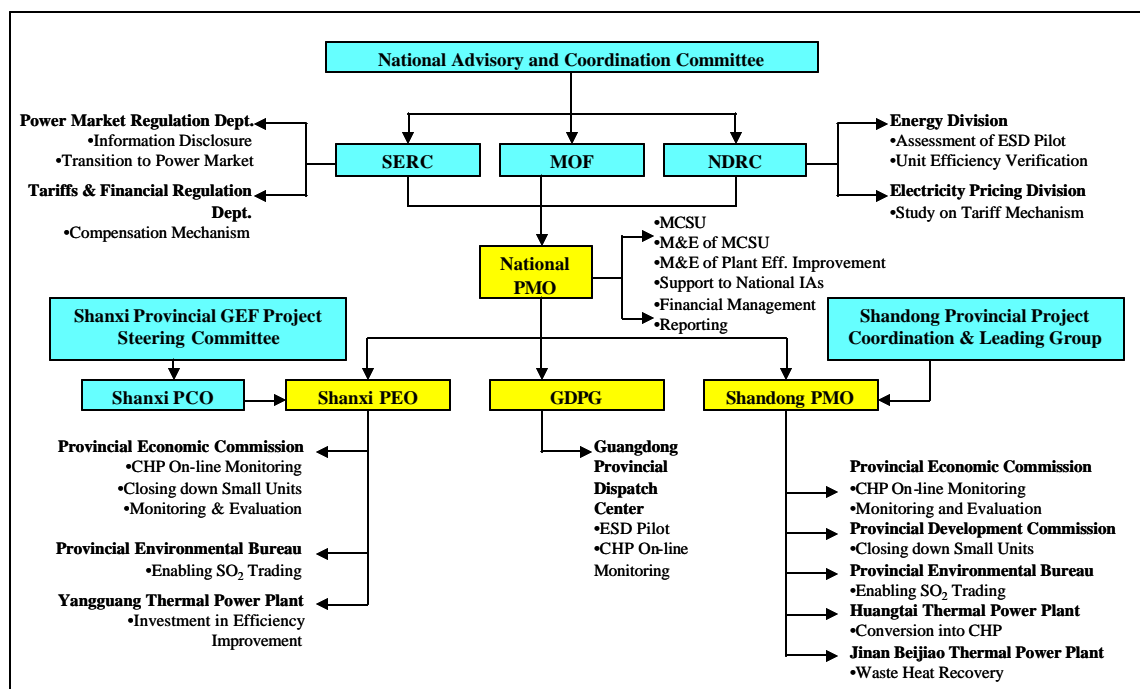 National Advisory and Coordination Committee
Power Market Regulation Dept.
•Information Disclosure
•Transition to Power Market
Tariffs & Financial Regulation
Dept.
•Compensation Mechanism
SERC
MOF
NDRC
Energy Division
•Assessment of ESD Pilot
•Unit Efficiency Verification
Electricity Pricing Division
•Study on Tariff Mechanism
National
PMO
•MCSU
•M&E of MCSU
•M&E of Plant Eff. Improvement
•Support to National IAs
•Financial Management
•Reporting
Shanxi Provincial GEF Project
Steering Committee
Shandong Provincial Project
Coordination & Leading Group
Shanxi PCO
Shanxi PEO
GDPG
Shandong PMO
Provincial Economic Commission
•CHP On-line Monitoring
•Closing down Small Units
•Monitoring & Evaluation
Provincial Environmental Bureau
•Enabling SO2 Trading
Yangguang Thermal Power Plant
•Investment in Efficiency
Improvement
Guangdong
Provincial
Dispatch
Center
•ESD Pilot
•CHP On-line
Monitoring
Provincial Economic Commission
•CHP On-line Monitoring
•Monitoring and Evaluation
Provincial Development Commission
•Closing down Small Units
Provincial Environmental Bureau
•Enabling SO2 Trading
Huangtai Thermal Power Plant
•Conversion into CHP
Jinan Beijiao Thermal Power Plant
•Waste Heat Recovery